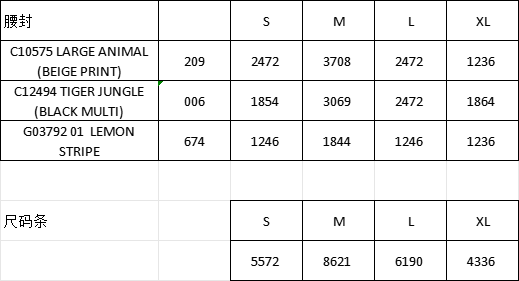 腰封 S M L XL
C10575 LARGE ANIMAL
(BEIGE PRINT) 209 2472 3708 2472 1236
C12494 TIGER JUNGLE
(BLACK MULTI) 006 1854 3069 2472 1864
G03792 01  LEMON
STRIPE 674 1246 1844 1246 1236
尺码条 S M L XL
5572 8621 6190 4336